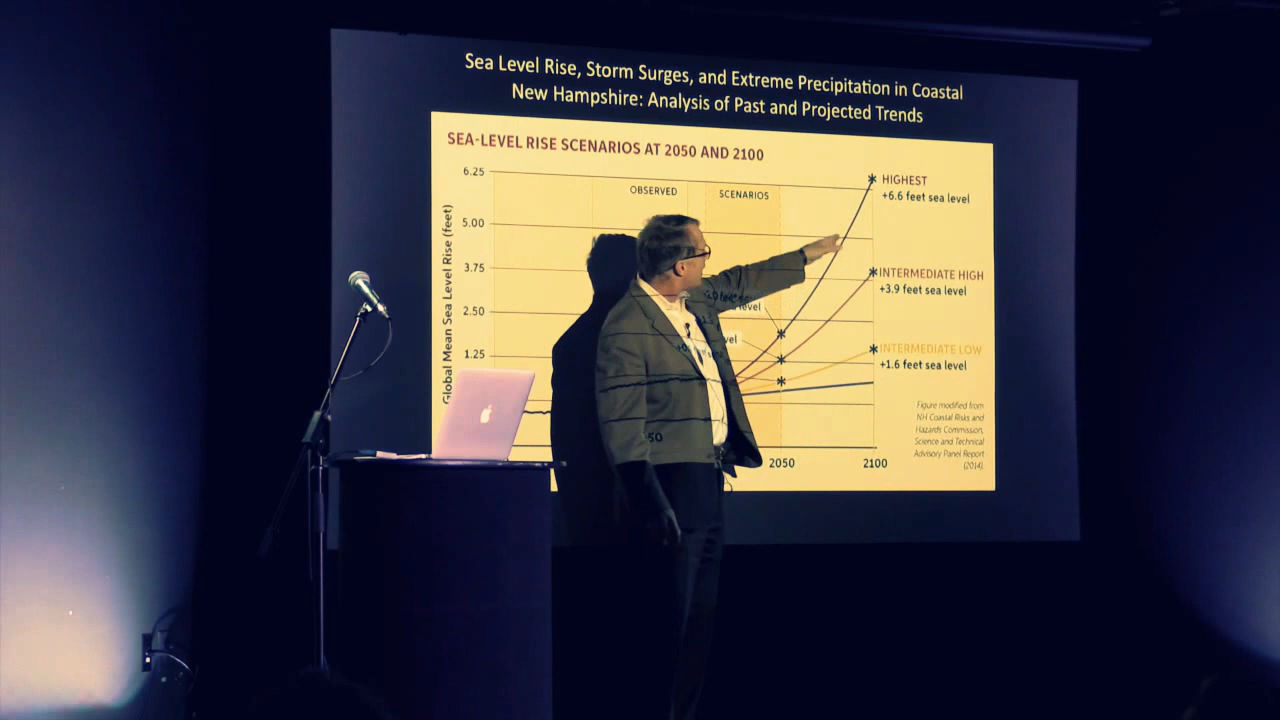 Sea Level Rise, Storm Surges, and Extreme Precipitation in Coastal
New Hampshire: Analysis of Past and Projected Trends
SEA-LEVEL RISE SCENARIOS AT 2050 AND 2100
Global Mean Sea Level Rise (feet)
6.25
5.00
3.75
2.50
1.25
OBSERVED
SCENARIOS
HIGHEST
+6.6 feet sea level
INTERMEDIATE HIGH
+3.9 feet sea level
INTERMEDIATE LOW
+1.6 feet sea level
50
2050
2100
Figure modified from
NH Coastal Risks and
Hazards Commission,
Science and Technical
Advisory Panel Report
(2014).